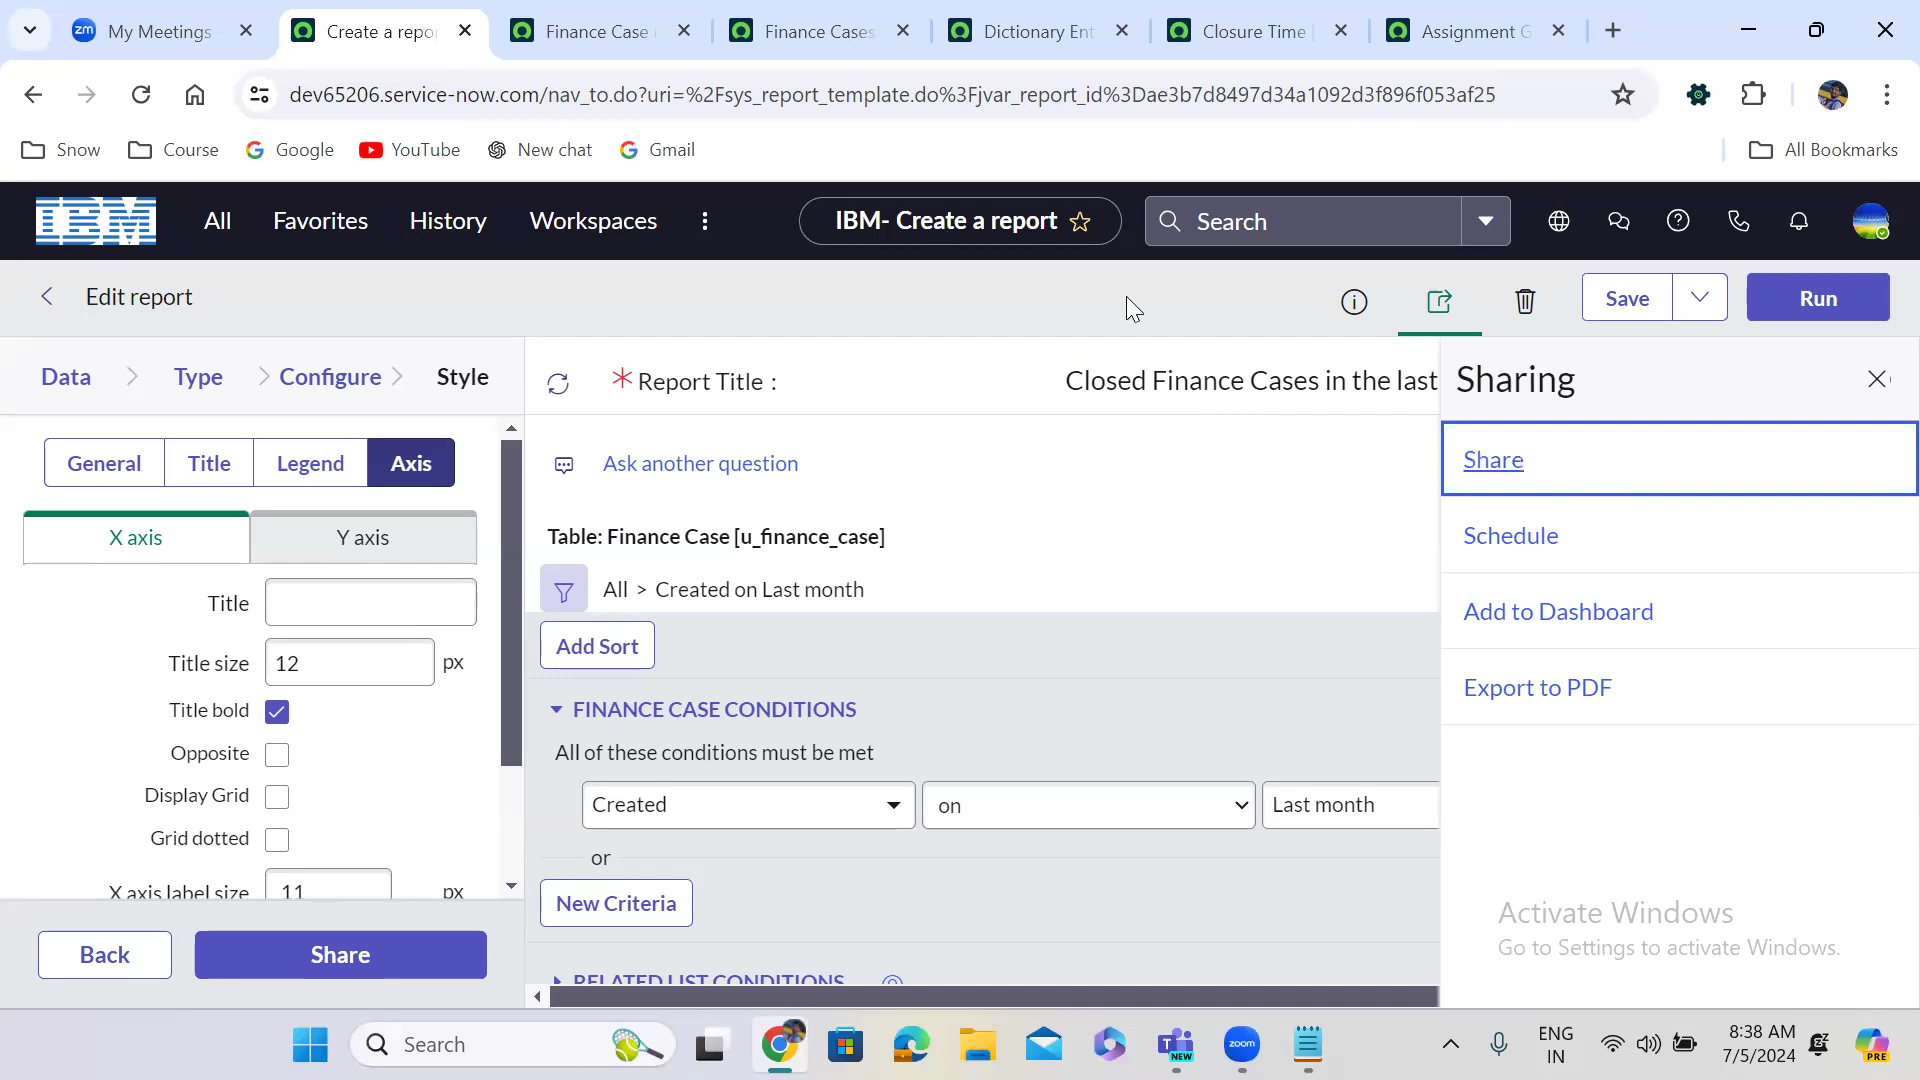 My Meetings
Create a repor
Finance Case
Finance Cases
Dictionary Ent
Closure Time
Assignment G
dev65206.service-now.com/nav_to.do?uri=%2Fsys_report_template.do%3Fjvar_report_id%3Dae3b7d8497d34a1092d3f896f053af25
Snow
Course
Google
YouTube
New chat
Gmail
All Bookmarks
IBM
All
Favorites
History
Workspaces
IBM- Create a report
Search
Edit report
Save
Run
Data
Type
Configure
Style
Report Title :
Closed Finance Cases in the last
Sharing
General
Title
Legend
Axis
Ask another question
Share
X axis
Y axis
Table: Finance Case [u_finance_case]
Schedule
Title
All > Created on Last month
Add to Dashboard
Title size
12
px
Add Sort
Export to PDF
Title bold
FINANCE CASE CONDITIONS
Opposite
All of these conditions must be met
Display Grid
Created
on
Last month
Grid dotted
or
X axis label size
11
px
New Criteria
Activate Windows
Go to Settings to activate Windows.
Back
Share
RELATED LIST CONDITIONS
Search
NEW
zoom
ENG
IN
8:38 AM
7/5/2024
PRE